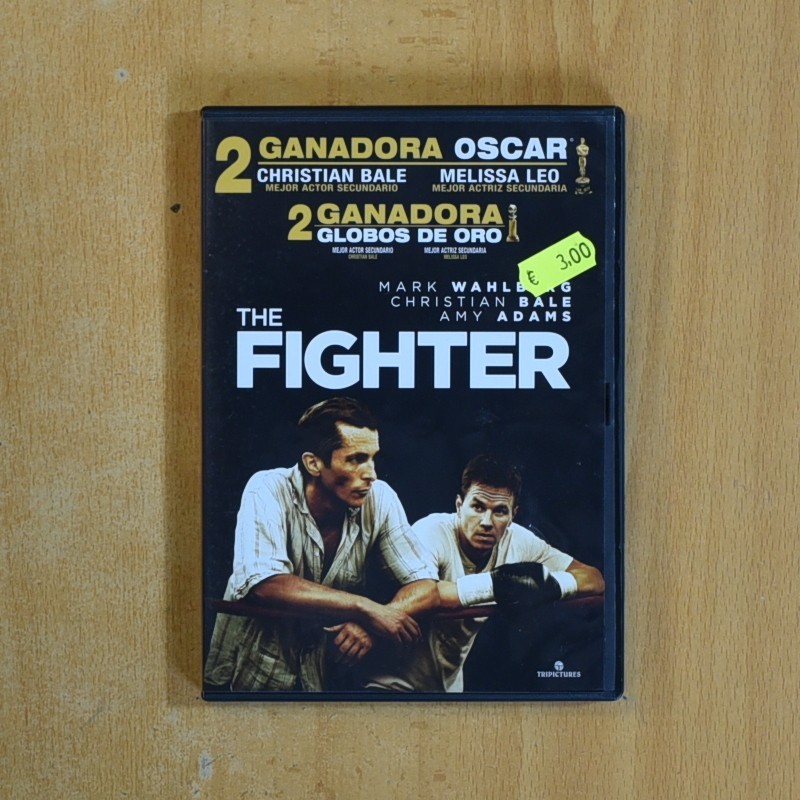 2 GANADORA OSCAR
CHRISTIAN BALE MELISSA LEO
MEJOR ACTOR SECUNDARIO MEJOR ACTRIZ SECUNDARIA
2 GANADORA
GLOBOS DE ORO
MEJOR ACTOR SECUNDARIO MEJOR ACTRIZ SECUNDARIA
CHRISTIAN BALE MELISSA LEO
€ 3,00
MARK
CHRISTIAN BALE
AMY ADAMS
THE
FIGHTER
TRIPICTURES